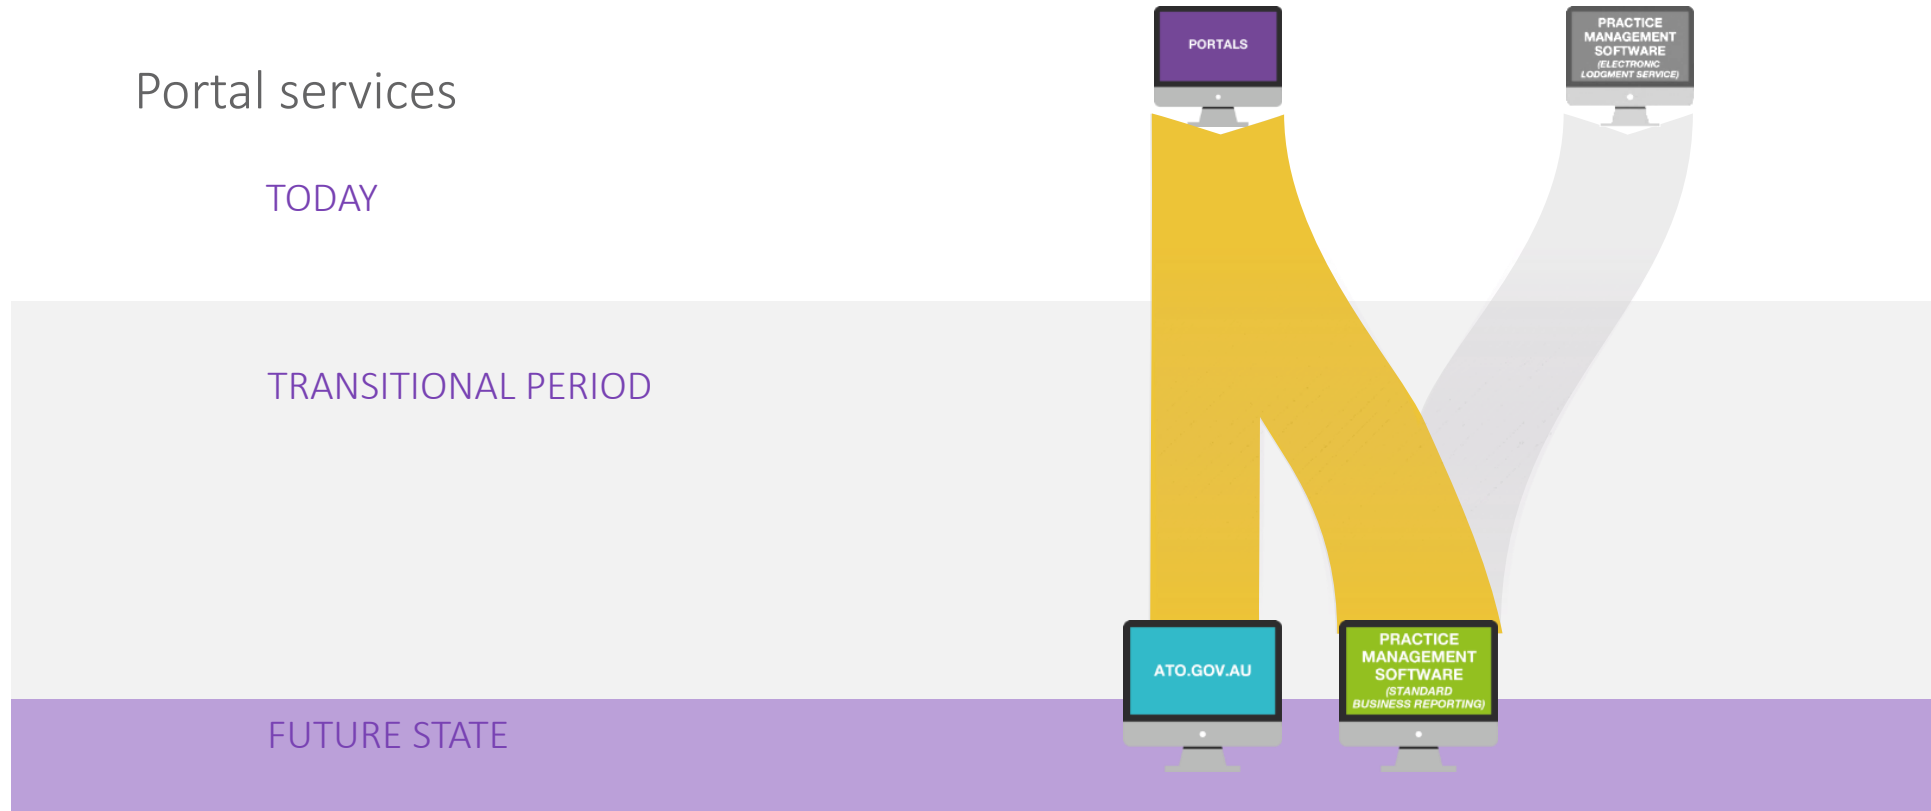 Portal services
PORTALS
PRACTICE
MANAGEMENT
SOFTWARE
(ELECTRONIC
LODGMENT SERVICE)
TODAY
TRANSITIONAL PERIOD
ATO.GOV.AU
PRACTICE
MANAGEMENT
SOFTWARE
(STANDARD
BUSINESS REPORTING)
FUTURE STATE